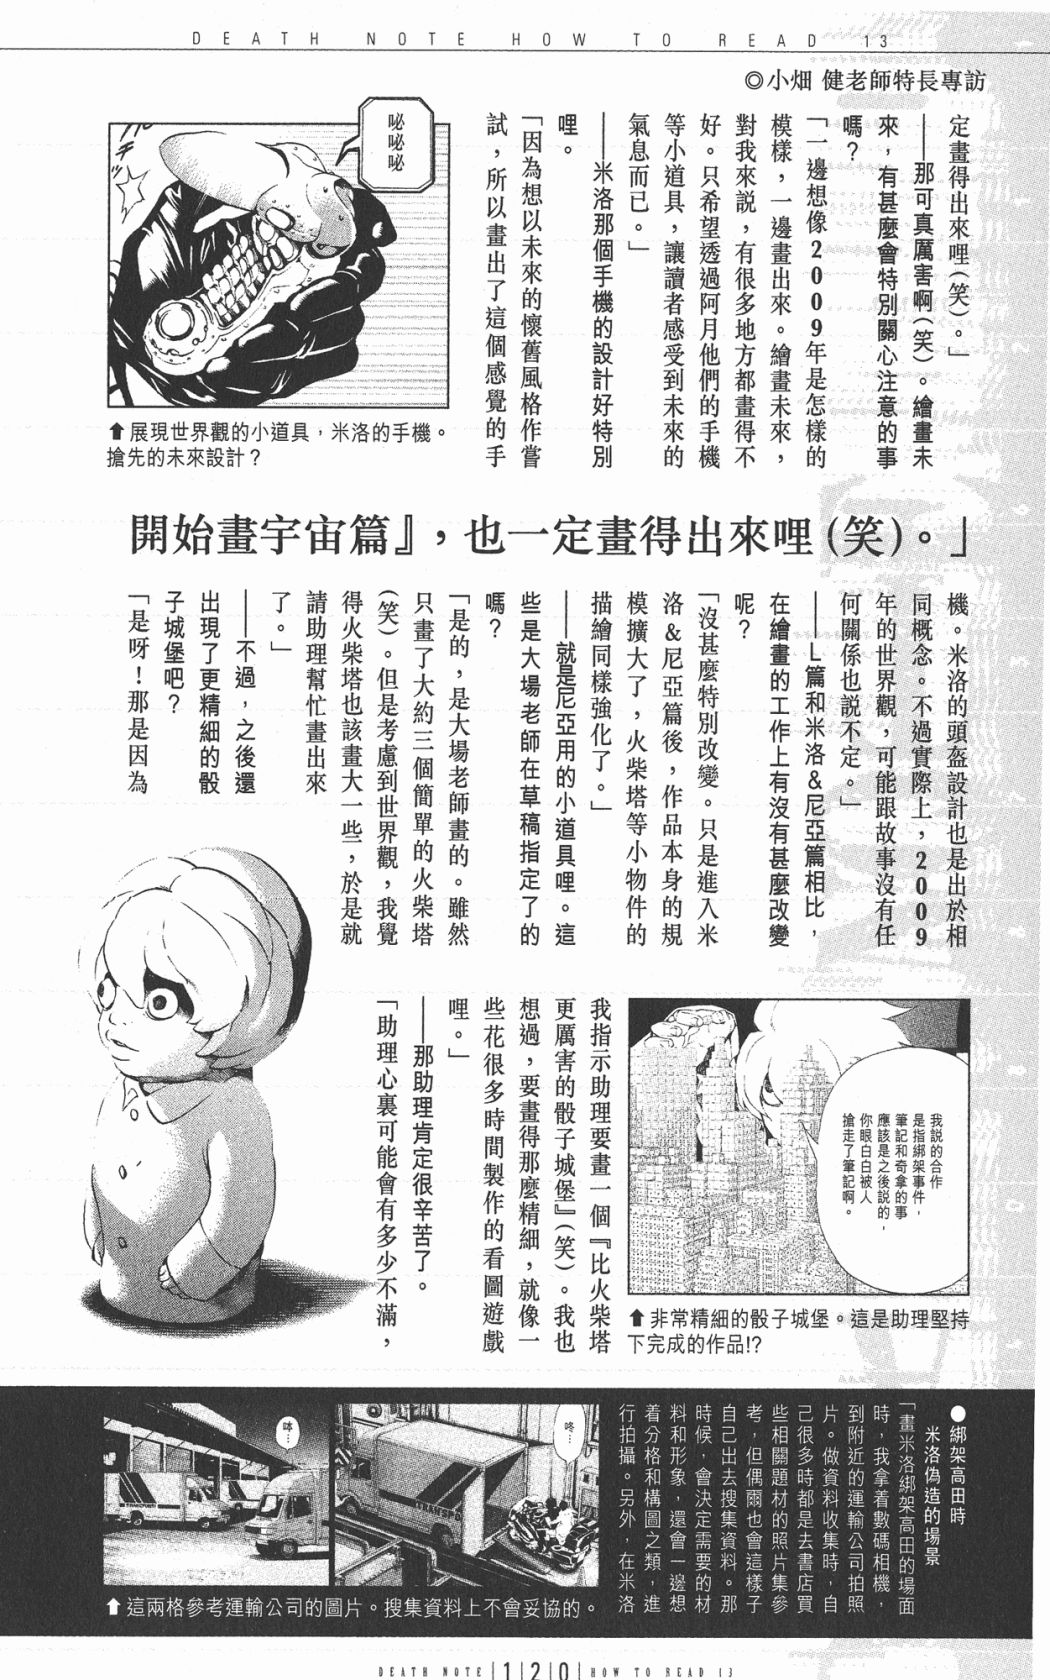 DEATH NOTE HOW TO READ 13
◎小畑 健老師特長專訪
定畫得出來哩(笑)。」
——那可真厲害啊(笑)。繪畫未
來，有甚麼會特別關心注意的事
嗎？
「一邊想像2009年是怎樣的
模樣，一邊畫出來。繪畫未來，
對我來說，有很多地方都畫得不
好。只希望透過阿月他們的手機
等小道具，讓讀者感受到未來的
氣息而已。」
——米洛那個手機的設計好特別
哩。
「因為想以未來的懷舊風格作嘗
試，所以畫出了這個感覺的手
咇咇咇
⬆展現世界觀的小道具，米洛的手機。
搶先的未來設計？
開始畫宇宙篇』，也一定畫得出來哩(笑)。」
機。米洛的頭盔設計也是出於相
同概念。不過實際上，2009
年的世界觀，可能跟故事沒有任
何關係也說不定。」
——L篇和米洛&尼亞篇相比，
在繪畫的工作上有沒有甚麼改變
呢？
「沒甚麼特別改變。只是進入米
洛&尼亞篇後，作品本身的規
模擴大了，火柴塔等小物件的
描繪同樣強化了。」
——就是尼亞用的小道具哩。這
些是大場老師在草稿指定了的
嗎？
「是的，是大場老師畫的。雖然
只畫了大約三個簡單的火柴塔
(笑)。但是考慮到世界觀，我覺
得火柴塔也該畫大一些，於是就
請助理幫忙畫出來
了。」
——不過，之後還
出現了更精細的骰
子城堡吧？
「是呀！那是因為
我說的合作
是指綁架事件，
筆記和奇拿的事
應該是之後說的，
你眼白白被人
搶走了筆記啊。
⬆非常精細的骰子城堡。這是助理堅持
下完成的作品!?
我指示助理要畫一個『比火柴塔
更厲害的骰子城堡』(笑)。我也
想過，要畫得那麼精細，就像一
些花很多時間製作的看圖遊戲
哩。」
——那助理肯定很辛苦了。
「助理心裏可能會有多少不滿，
●綁架高田時
米洛偽造的場景
「畫米洛綁架高田的場面
時，我拿着數碼相機，
到附近的運輸公司拍照
片。做資料收集時，自
己很多時都是去書店買
些相關題材的照片集參
考，但偶爾也會這樣子
自己出去搜集資料。那
時候，會決定需要的材
料和形象，還會一邊想
着分格和構圖之類，進
行拍攝。另外，在米洛
咚…
⬆這兩格參考運輸公司的圖片。搜集資料上不會妥協的。
DEATH NOTE |1|2|0| HOW TO READ 13